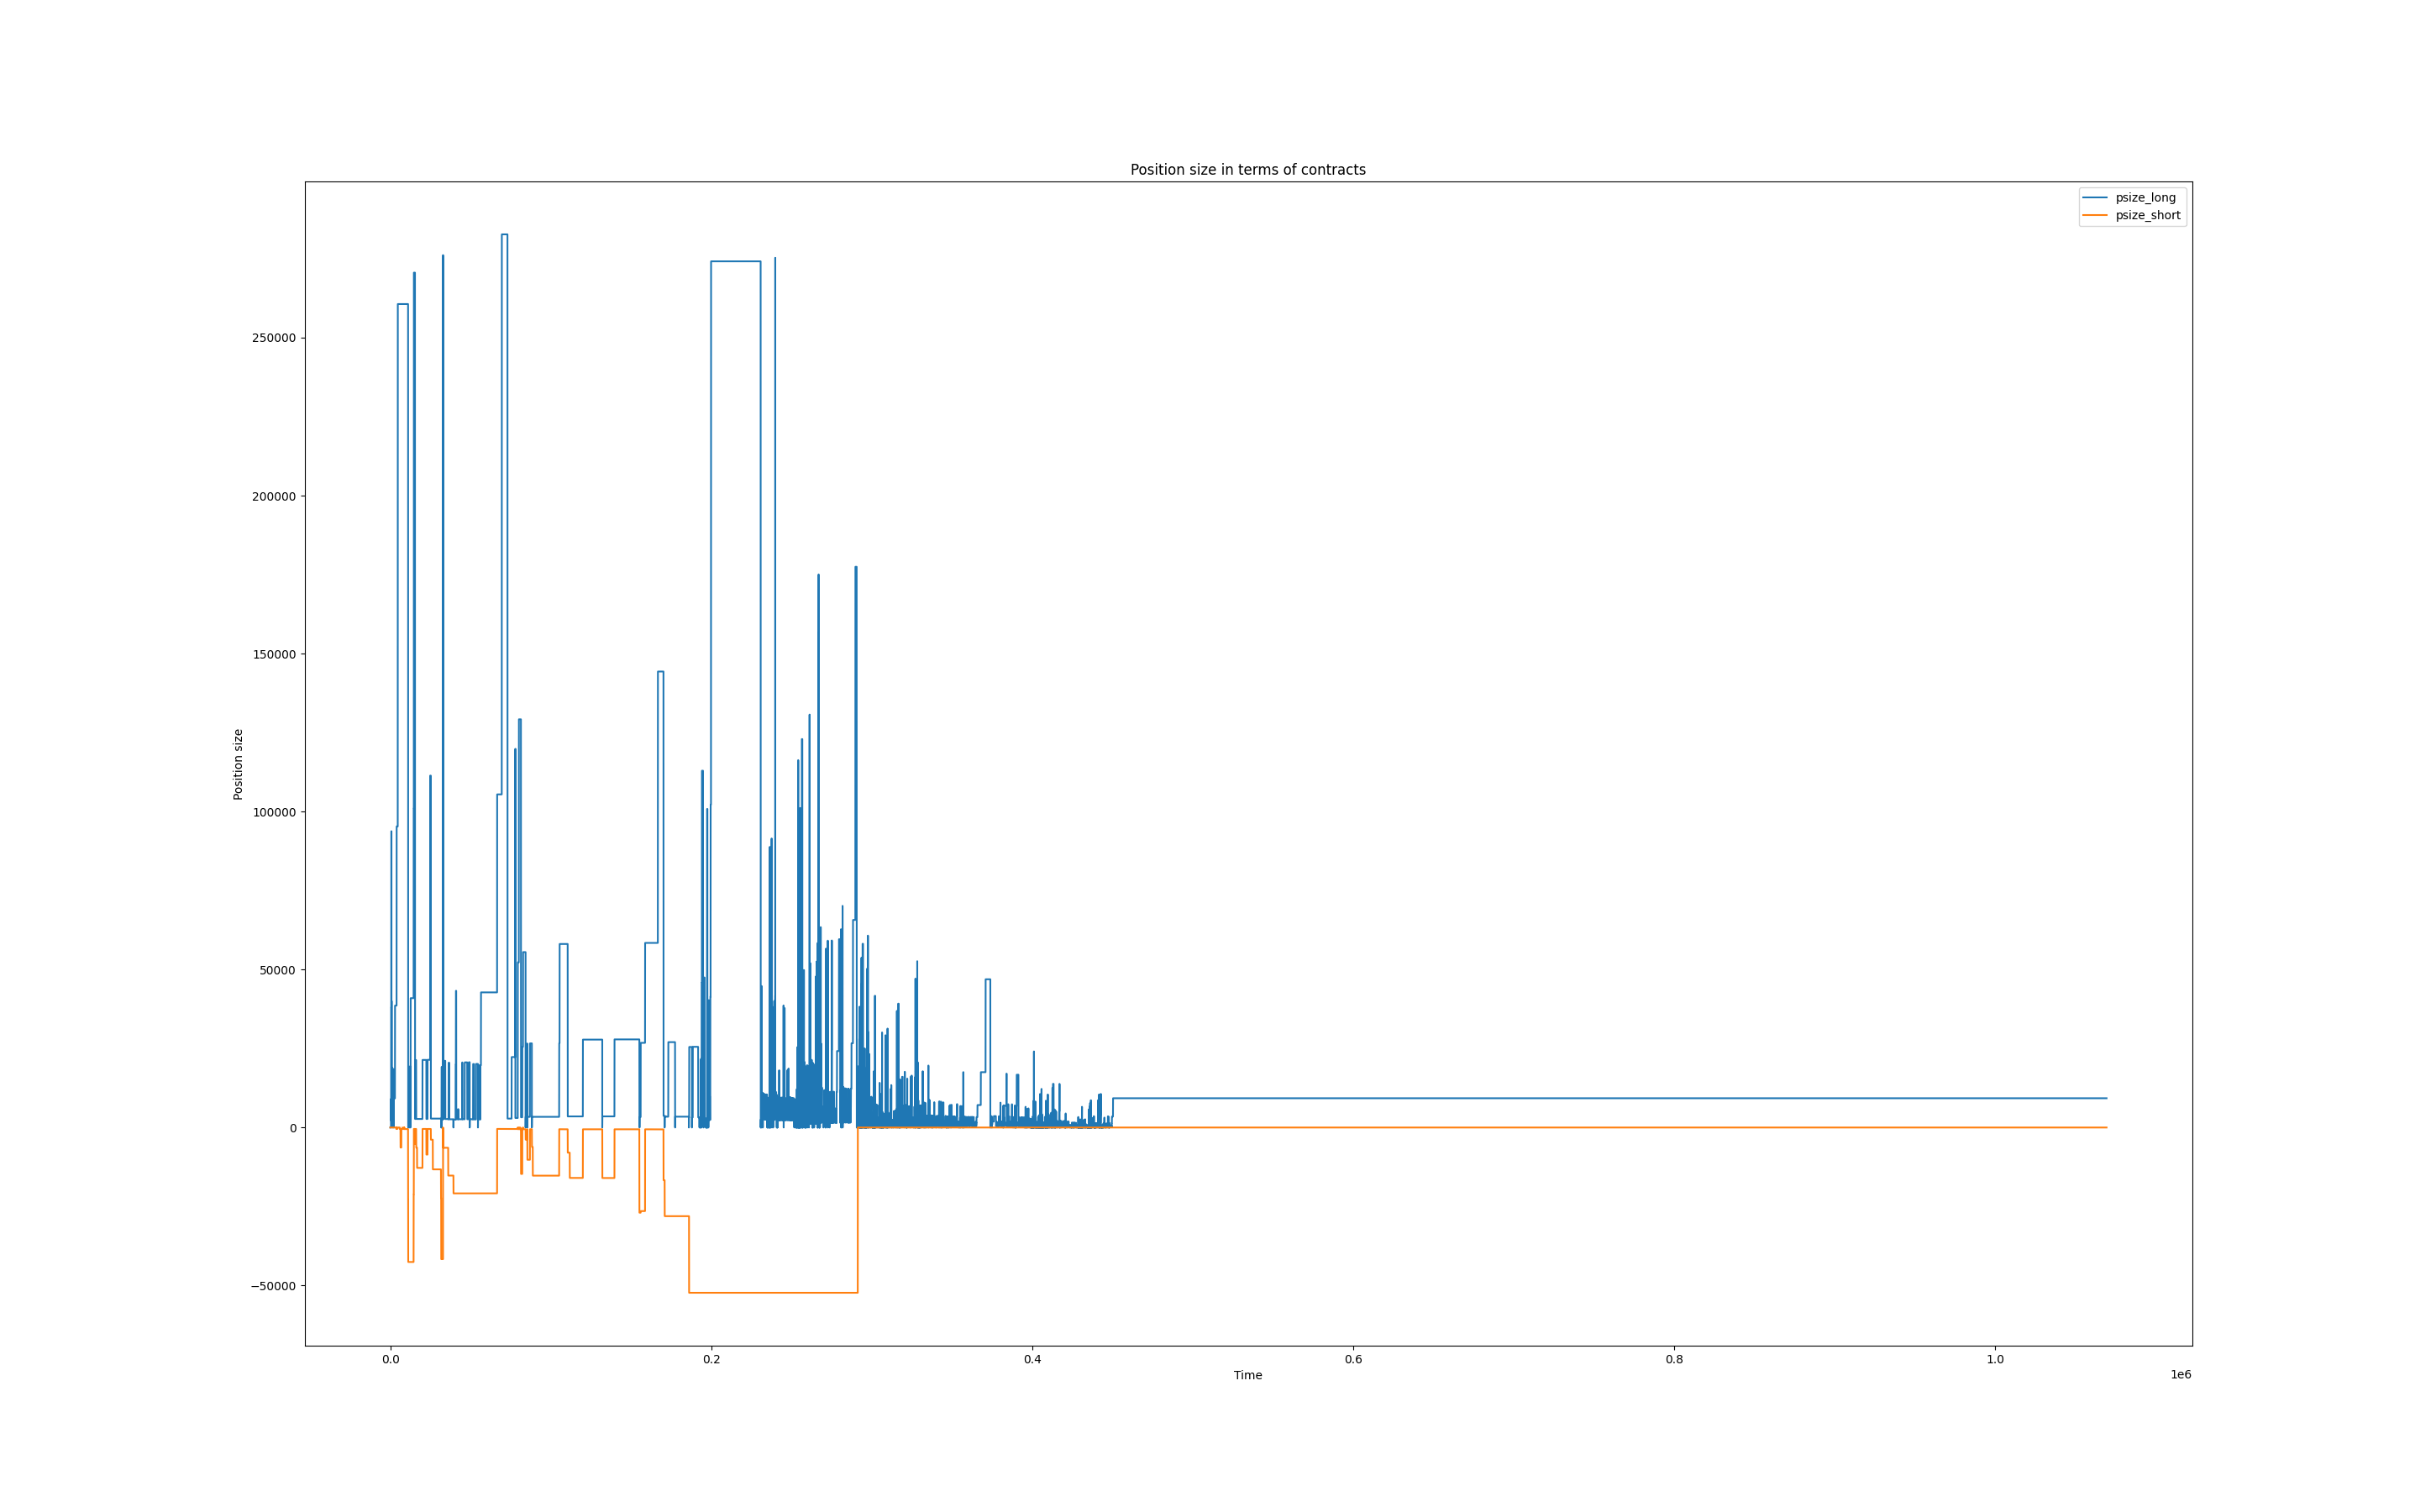 Position size in terms of contracts
psize_long
psize_short
Position size
250000
200000
150000
100000
50000
0
−50000
0.0 0.2 0.4 0.6 0.8 1.0
Time
1e6